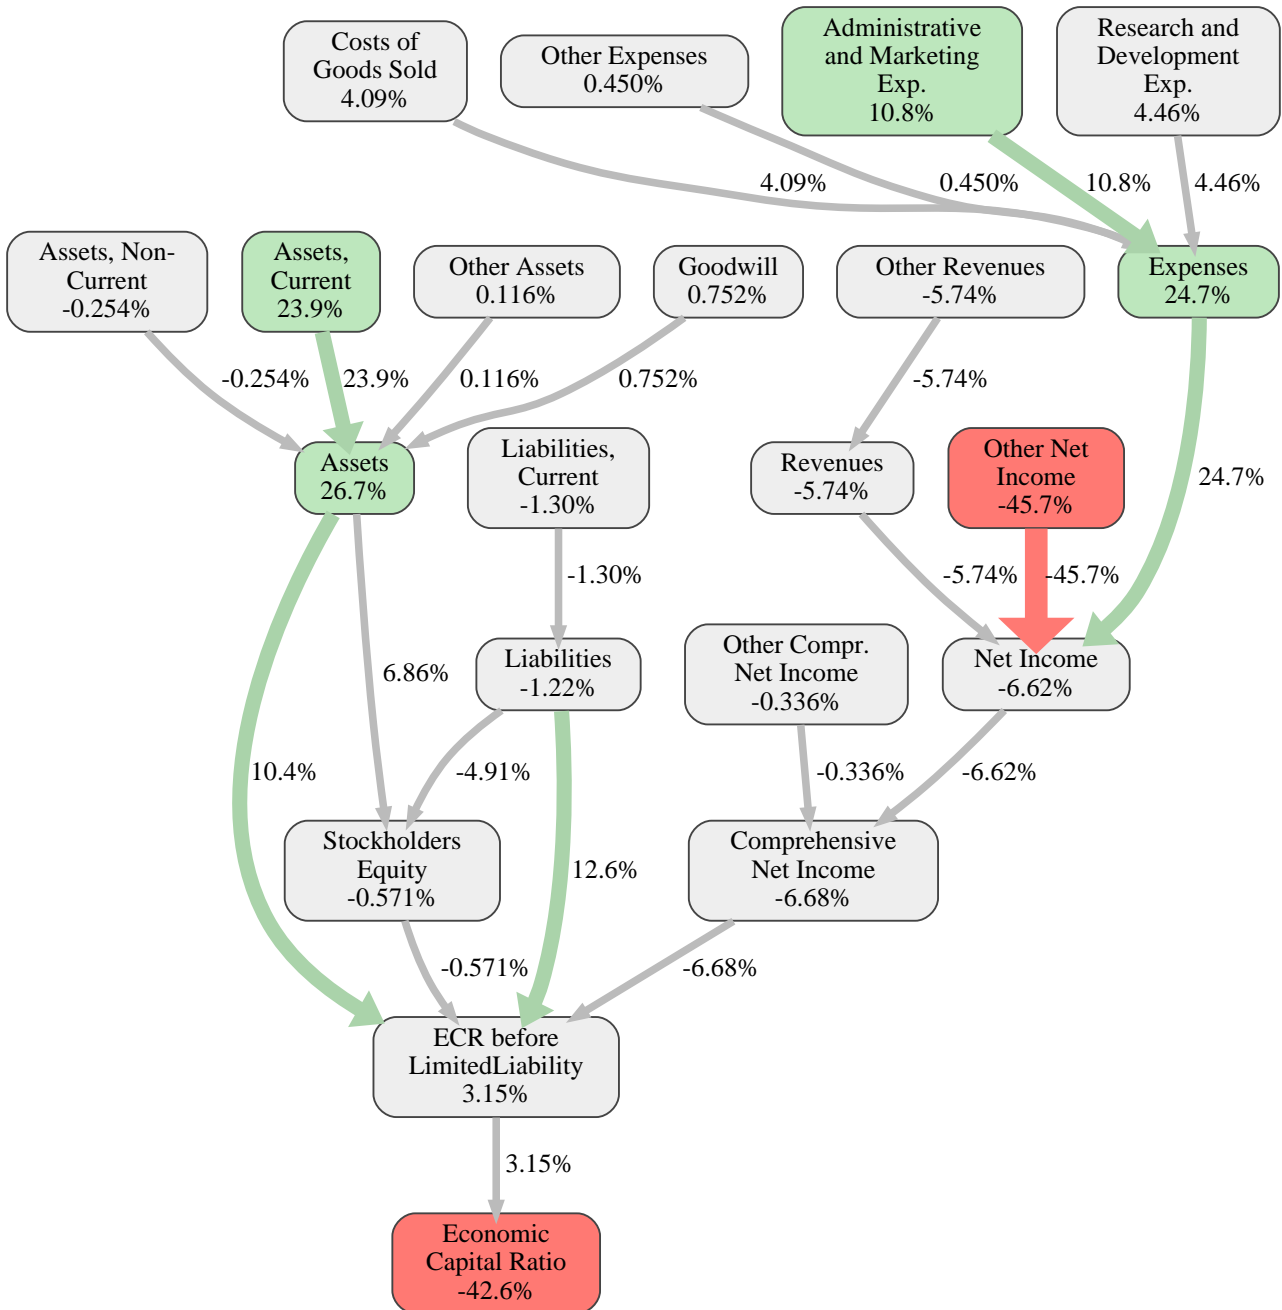 Costs of
Goods Sold
4.09%
Other Expenses
0.450%
Administrative
and Marketing
Exp.
10.8%
Research and
Development
Exp.
4.46%
4.09%
0.450%
10.8%
4.46%
Assets, Non-
Current
-0.254%
Assets,
Current
23.9%
Other Assets
0.116%
Goodwill
0.752%
Other Revenues
-5.74%
Expenses
24.7%
-0.254%
23.9%
0.116%
0.752%
-5.74%
Assets
26.7%
Liabilities,
Current
-1.30%
Revenues
-5.74%
Other Net
Income
-45.7%
24.7%
-1.30%
-5.74%
-45.7%
6.86%
Liabilities
-1.22%
Other Compr.
Net Income
-0.336%
Net Income
-6.62%
10.4%
-4.91%
-0.336%
-6.62%
Stockholders
Equity
-0.571%
12.6%
Comprehensive
Net Income
-6.68%
-0.571%
-6.68%
ECR before
LimitedLiability
3.15%
3.15%
Economic
Capital Ratio
-42.6%